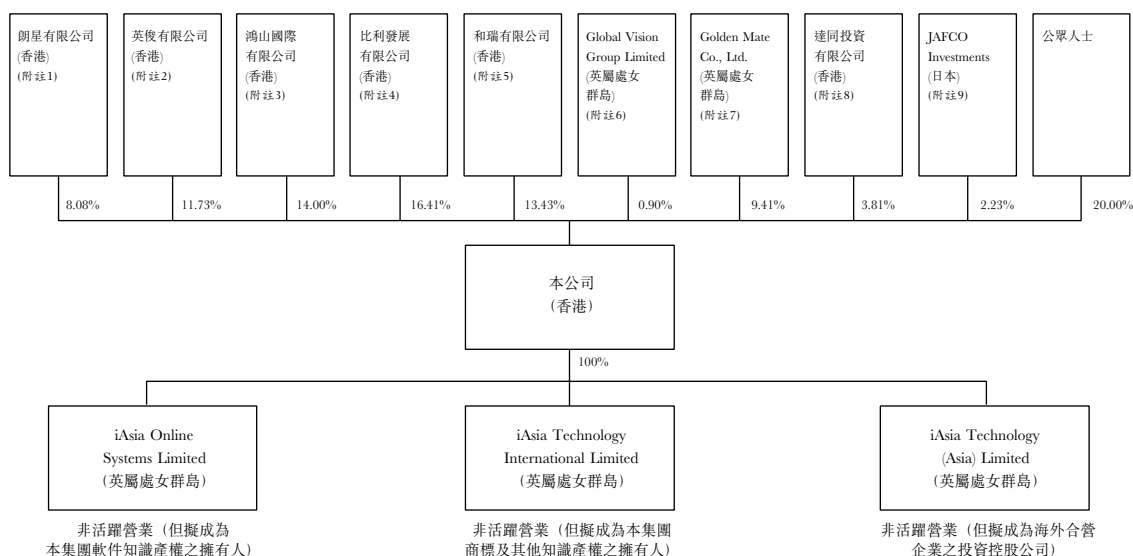 朗星有限公司
(香港)
(附註1)
英俊有限公司
(香港)
(附註2)
鴻山國際
有限公司
(香港)
(附註3)
比利發展
有限公司
(香港)
(附註4)
和瑞有限公司
(香港)
(附註5)
Global Vision
Group Limited
(英屬處女
群島)
(附註6)
Golden Mate
Co., Ltd.
(英屬處女
群島)
(附註7)
達同投資
有限公司
(香港)
(附註8)
JAFCO
Investments
(日本)
(附註9)
公眾人士
8.08%
11.73%
14.00%
16.41%
13.43%
0.90%
9.41%
3.81%
2.23%
20.00%
本公司
(香港)
100%
iAsia Online
Systems Limited
(英屬處女群島)
iAsia Technology
International Limited
(英屬處女群島)
iAsia Technology
(Asia) Limited
(英屬處女群島)
非活躍營業(但擬成為
本集團軟件知識產權之擁有人)
非活躍營業(但擬成為本集團
商標及其他知識產權之擁有人)
非活躍營業(但擬成為海外合營
企業之投資控股公司)